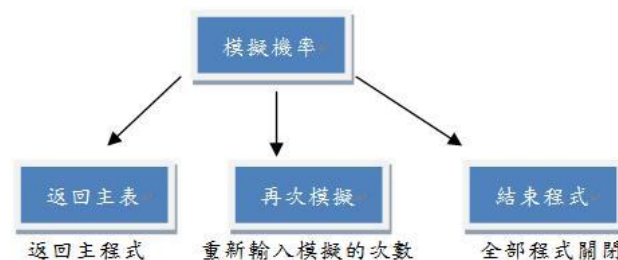 模擬機率
返回主表
再次模擬
結束程式
返回主程式
重新輸入模擬的次數
全部程式關閉